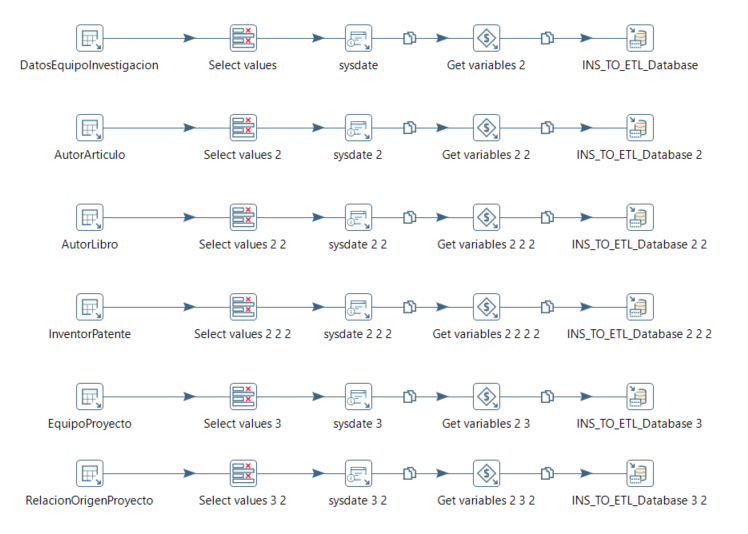 DatosEquipoInvestigacion Select values sysdate Get variables 2 INS_TO_ETL_Database
AutorArticulo Select values 2 sysdate 2 Get variables 2 2 INS_TO_ETL_Database 2
AutorLibro Select values 2 2 sysdate 2 2 Get variables 2 2 2 INS_TO_ETL_Database 2 2
InventorPatente Select values 2 2 2 sysdate 2 2 2 Get variables 2 2 2 2 INS_TO_ETL_Database 2 2 2
EquipoProyecto Select values 3 sysdate 3 Get variables 2 3 INS_TO_ETL_Database 3
RelacionOrigenProyecto Select values 3 2 sysdate 3 2 Get variables 2 3 2 INS_TO_ETL_Database 3 2